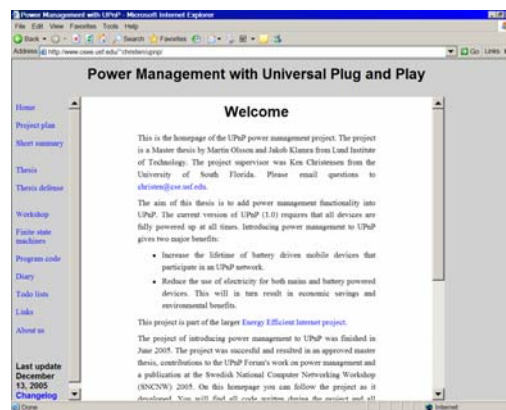 Power Management with UPnP - Microsoft Internet Explorer
File Edit View Favorites Tools Help
Back Search Favorites
Address http://www.csee.usf.edu/~christen/upnp/ Go Links
Power Management with Universal Plug and Play
Home
Project plan
Short summary
Thesis
Thesis defense
Workshop
Finite state
machines
Program code
Diary
Todo lists
Links
About us
Last update
December
13, 2005
Changelog
Welcome
This is the homepage of the UPnP power management project. The project
is a Master thesis by Martin Olsson and Jakob Klamra from Lund Institute
of Technology. The project supervisor was Ken Christensen from the
University of South Florida. Please email questions to
christen@cse.usf.edu.
The aim of this thesis is to add power management functionality into
UPnP. The current version of UPnP (1.0) requires that all devices are
fully powered up at all times. Introducing power management to UPnP
gives two major benefits:
• Increase the lifetime of battery driven mobile devices that
participate in an UPnP network.
• Reduce the use of electricity for both mains and battery powered
devices. This will in turn result in economic savings and
environmental benefits.
This project is part of the larger Energy Efficient Internet project.
The project of introducing power management to UPnP was finished in
June 2005. The project was succesful and resulted in an approved master
thesis, contributions to the UPnP Forum's work on power management and
a publication at the Swedish National Computer Networking Workshop
(SNCNW) 2005. On this homepage you can follow the project as it
developed. You will find all code written during the project and all
Done
Internet